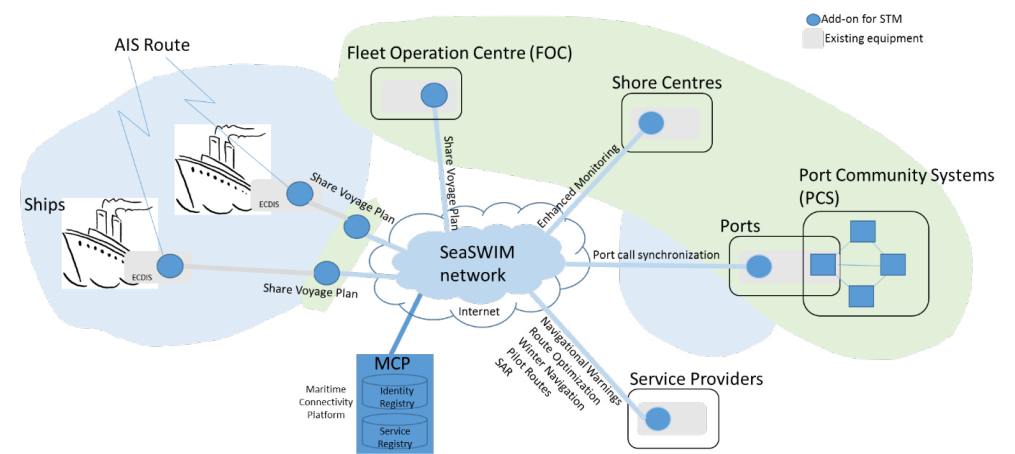 Add-on for STM
Existing equipment
AIS Route
Fleet Operation Centre (FOC)
Shore Centres
Share Voyage Plan
Enhanced Monitoring
Port Community Systems
(PCS)
Ships
ECDIS
Share Voyage Plan
Ports
SeaSWIM
network
Port call synchronization
ECDIS
Share Voyage Plan
Internet
Navigational Warnings
Route Optimization
Winter Navigation
Pilot Routes
SAR
MCP
Maritime
Connectivity
Platform
Identity
Registry
Service
Registry
Service Providers